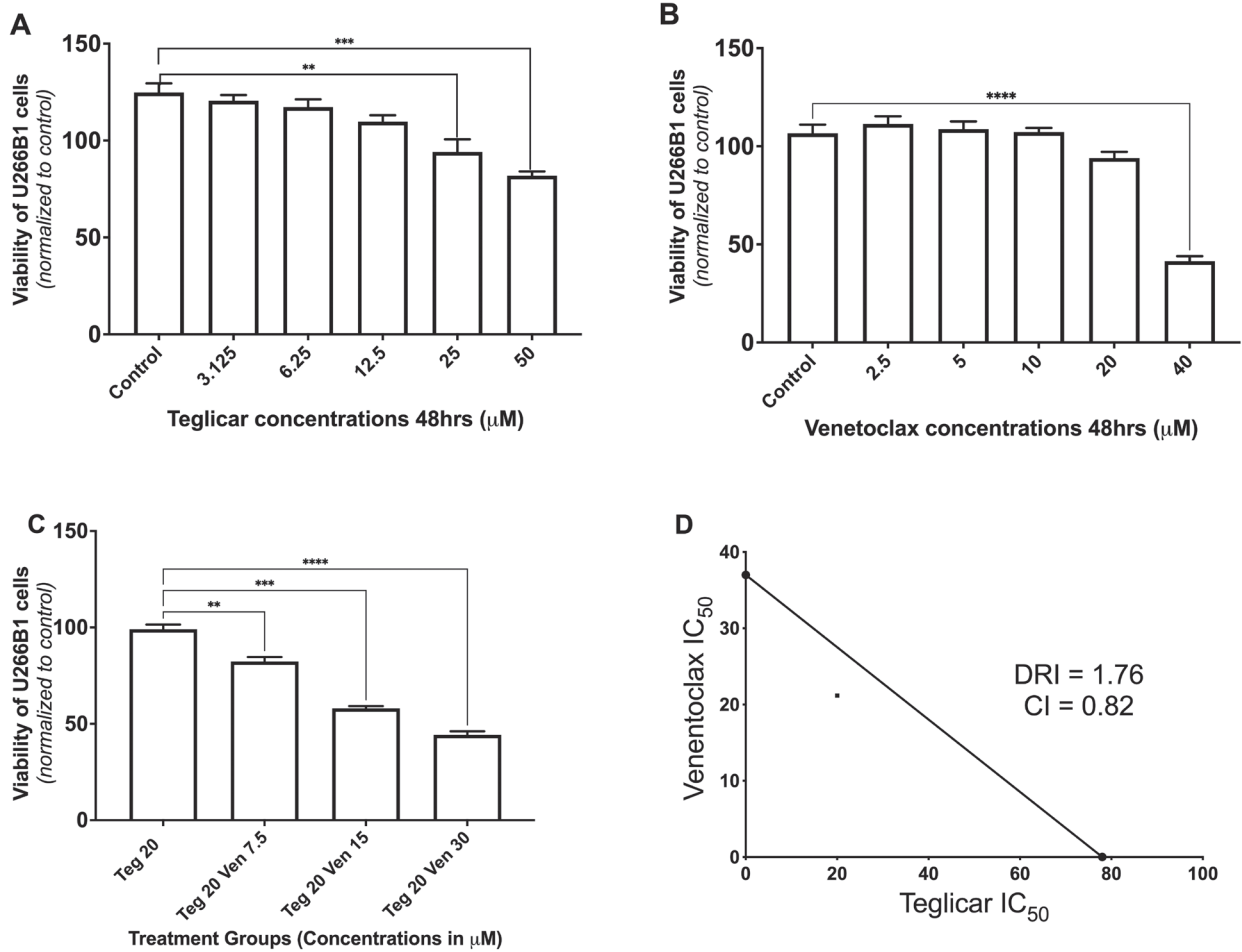 A
Viability of U266B1 cells
(normalized to control)
150
100
50
0
***
**
Control
3.125
6.25
12.5
25
50
Teglicar concentrations 48hrs (μM)
B
Viability of U266B1 cells
(normalized to control)
150
100
50
0
****
Control
2.5
5
10
20
40
Venetoclax concentrations 48hrs (μM)
C
Viability of U266B1 cells
(normalized to control)
150
100
50
0
****
***
**
Teg 20
Teg 20 Ven 7.5
Teg 20 Ven 15
Teg 20 Ven 30
Treatment Groups (Concentrations in μM)
D
Venentoclax IC50
40
30
20
10
0
DRI = 1.76
CI = 0.82
0
20
40
60
80
100
Teglicar IC50